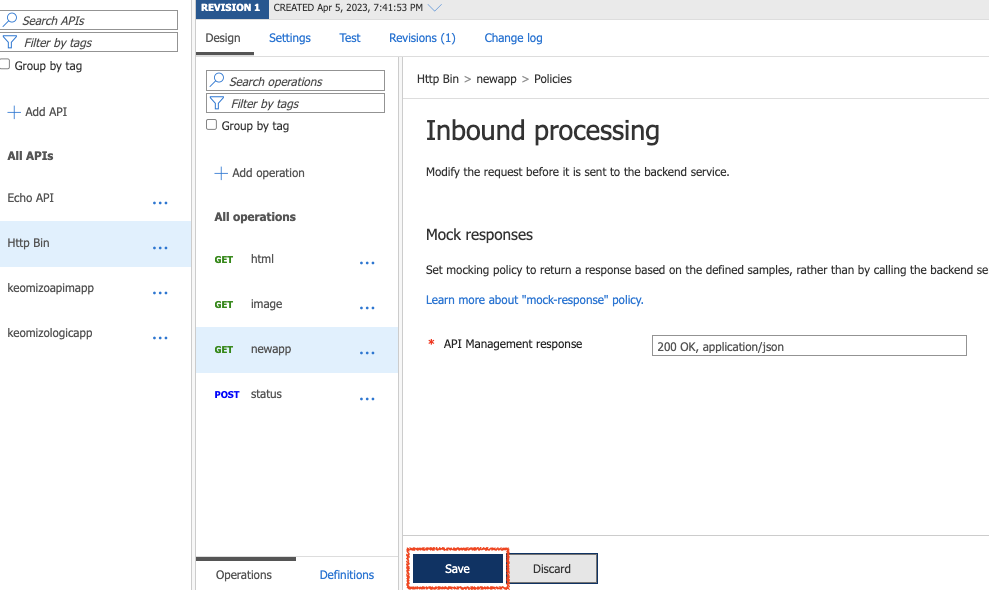 REVISION 1 CREATED Apr 5, 2023, 7:41:53 PM
Search APIs
Filter by tags
Group by tag
Add API
All APIs
Echo API ...
Http Bin ...
keomizoapimapp ...
keomizologicapp ...
Design Settings Test Revisions (1) Change log
Search operations
Filter by tags
Group by tag
Add operation
All operations
GET html ...
GET image ...
GET newapp ...
POST status ...
Operations Definitions
Http Bin > newapp > Policies
Inbound processing
Modify the request before it is sent to the backend service.
Mock responses
Set mocking policy to return a response based on the defined samples, rather than by calling the backend se
Learn more about "mock-response" policy.
* API Management response 200 OK, application/json
Save Discard